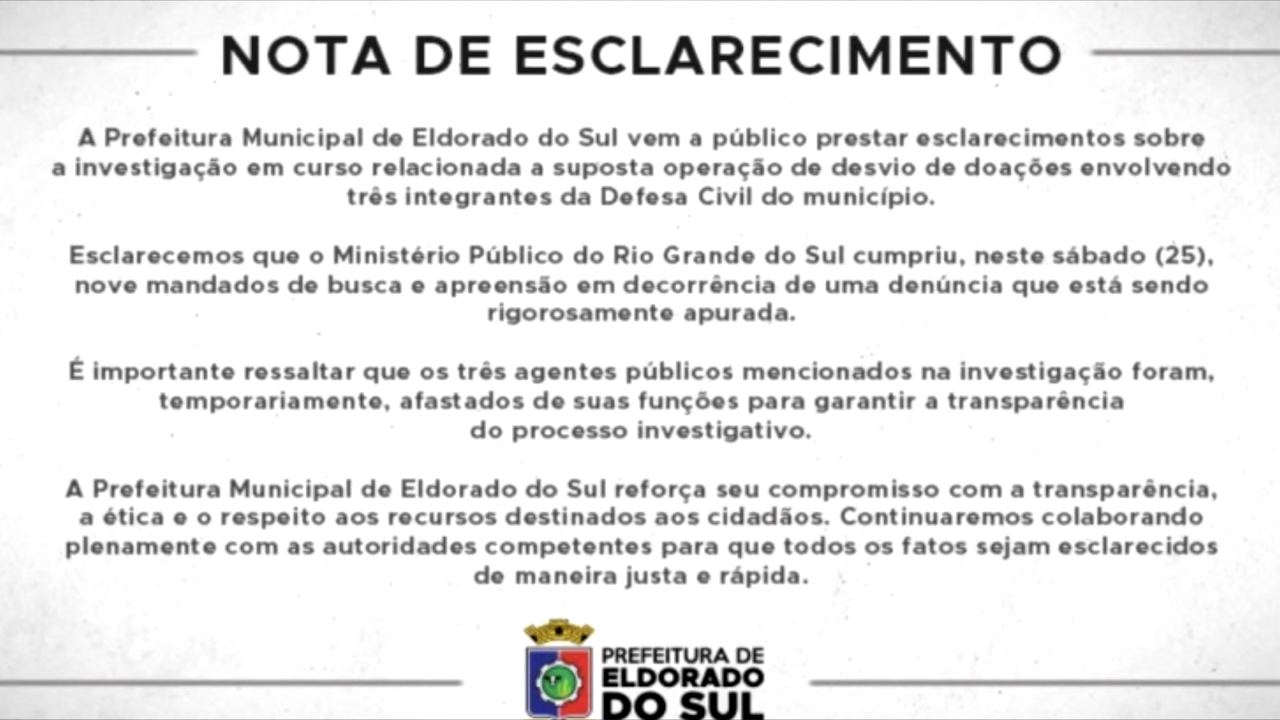 NOTA DE ESCLARECIMENTO
A Prefeitura Municipal de Eldorado do Sul vem a público prestar esclarecimentos sobre
a investigação em curso relacionada a suposta operação de desvio de doações envolvendo
três integrantes da Defesa Civil do município.
Esclarecemos que o Ministério Público do Rio Grande do Sul cumpriu, neste sábado (25),
nove mandados de busca e apreensão em decorrência de uma denúncia que está sendo
rigorosamente apurada.
É importante ressaltar que os três agentes públicos mencionados na investigação foram,
temporariamente, afastados de suas funções para garantir a transparência
do processo investigativo.
A Prefeitura Municipal de Eldorado do Sul reforça seu compromisso com a transparência,
a ética e o respeito aos recursos destinados aos cidadãos. Continuaremos colaborando
plenamente com as autoridades competentes para que todos os fatos sejam esclarecidos
de maneira justa e rápida.
PREFEITURA DE
ELDORADO
DO SUL